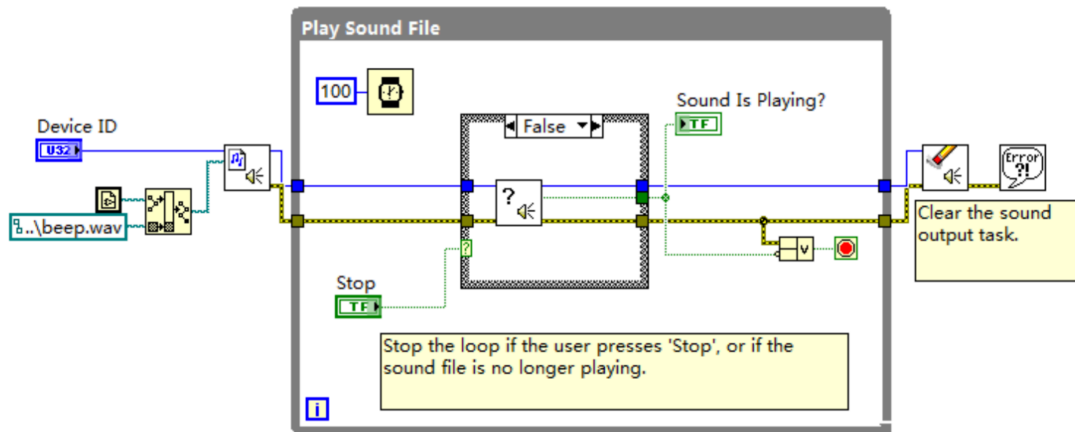 Play Sound File
100
Sound Is Playing?
TF
Device ID
U32
False
?
Error
?!
..\beep.wav
?
V
Clear the sound
output task.
Stop
TF
Stop the loop if the user presses 'Stop', or if the
sound file is no longer playing.
i